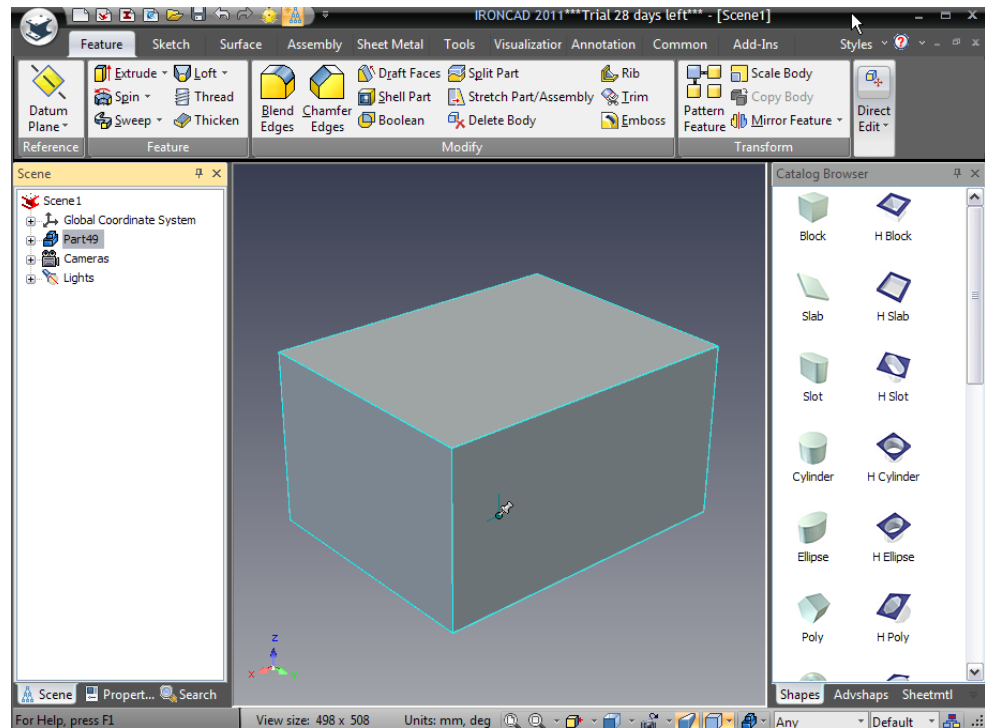 IRONCAD 2011***Trial 28 days left*** - [Scene1]
Feature Sketch Surface Assembly Sheet Metal Tools Visualization Annotation Common Add-Ins Styles
Extrude Loft Draft Faces Split Part Rib Scale Body
Spin Thread Shell Part Stretch Part/Assembly Trim Copy Body
Datum Plane Sweep Thicken Blend Edges Chamfer Edges Boolean Delete Body Emboss Pattern Feature Mirror Feature Direct Edit
Reference Feature Modify Transform
Scene Catalog Browser
Scene1
Global Coordinate System
Part49
Cameras
Lights
Block H Block
Slab H Slab
Slot H Slot
Cylinder H Cylinder
Ellipse H Ellipse
Poly H Poly
z
x Y
Scene Propert... Search Shapes Advshaps Sheetmtl
For Help, press F1 View size: 498 x 508 Units: mm, deg Any Default